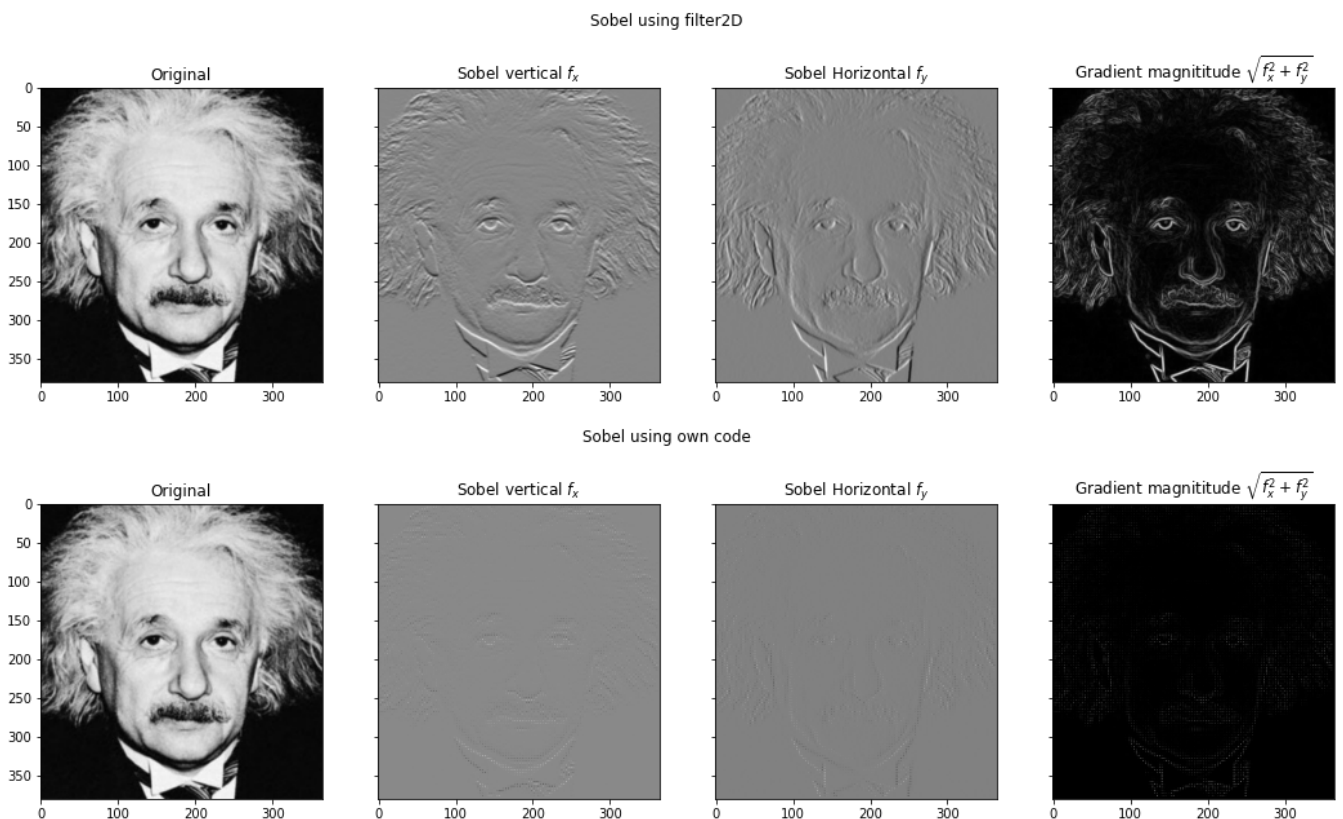 Sobel using filter2D
Original
Sobel vertical $f_x$
Sobel Horizontal $f_y$
Gradient magnititude $\sqrt{f_x^2 + f_y^2}$
0
50
100
150
200
250
300
350
0 100 200 300
0 100 200 300
0 100 200 300
0 100 200 300
Sobel using own code
Original
Sobel vertical $f_x$
Sobel Horizontal $f_y$
Gradient magnititude $\sqrt{f_x^2 + f_y^2}$
0
50
100
150
200
250
300
350
0 100 200 300
0 100 200 300
0 100 200 300
0 100 200 300